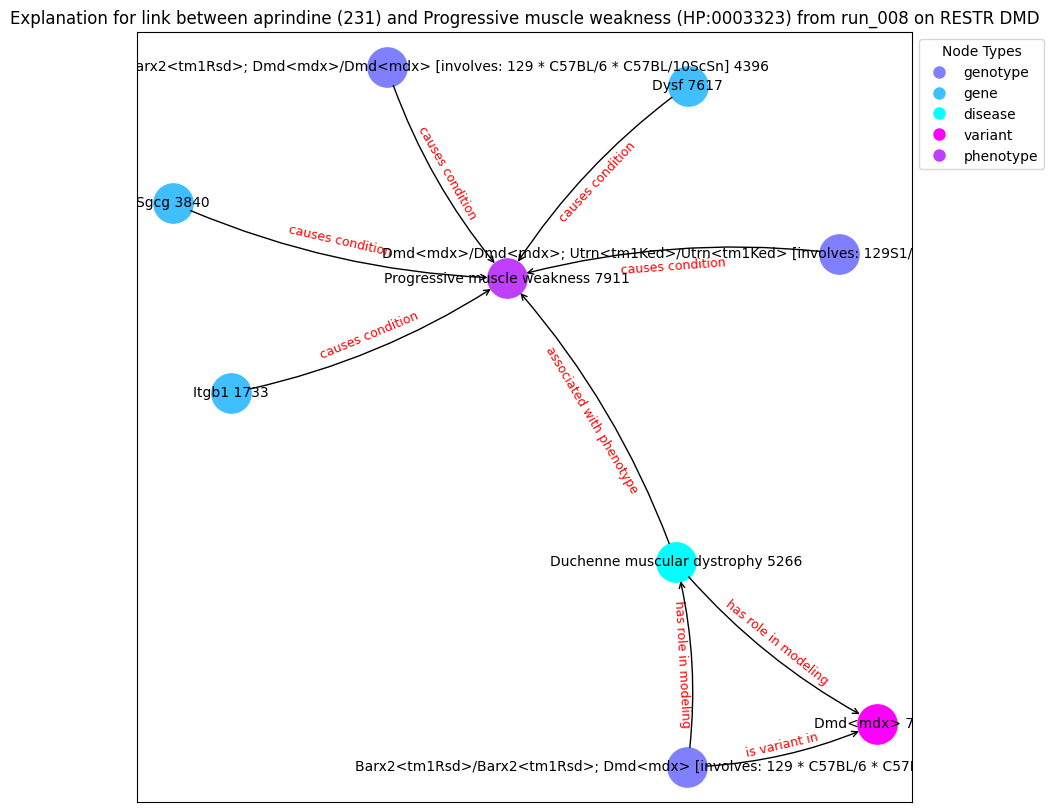 Explanation for link between aprindine (231) and Progressive muscle weakness (HP:0003323) from run_008 on RESTR DMD
Node Types
genotype
gene
disease
variant
phenotype
arx2<tm1Rsd>; Dmd<mdx>/Dmd<mdx> [involves: 129 * C57BL/6 * C57BL/10ScSn] 4396
Dysf 7617
causes condition
causes condition
Sgcg 3840
causes condition
Dmd<mdx>/Dmd<mdx>; Utrn<tm1Ked>/Utrn<tm1Ked> [involves: 129S1/
causes condition
Progressive muscle weakness 7911
causes condition
Itgb1 1733
associated with phenotype
Duchenne muscular dystrophy 5266
has role in modeling
has role in modeling
Dmd<mdx> 7
is variant in
Barx2<tm1Rsd>/Barx2<tm1Rsd>; Dmd<mdx> [involves: 129 * C57BL/6 * C57